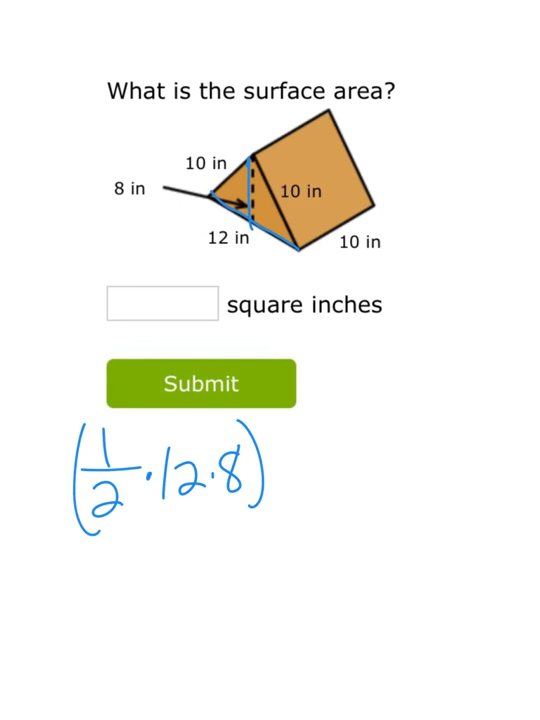 What is the surface area?
10 in
8 in
10 in
12 in
10 in
square inches
Submit
(1/2 · 12 · 8)